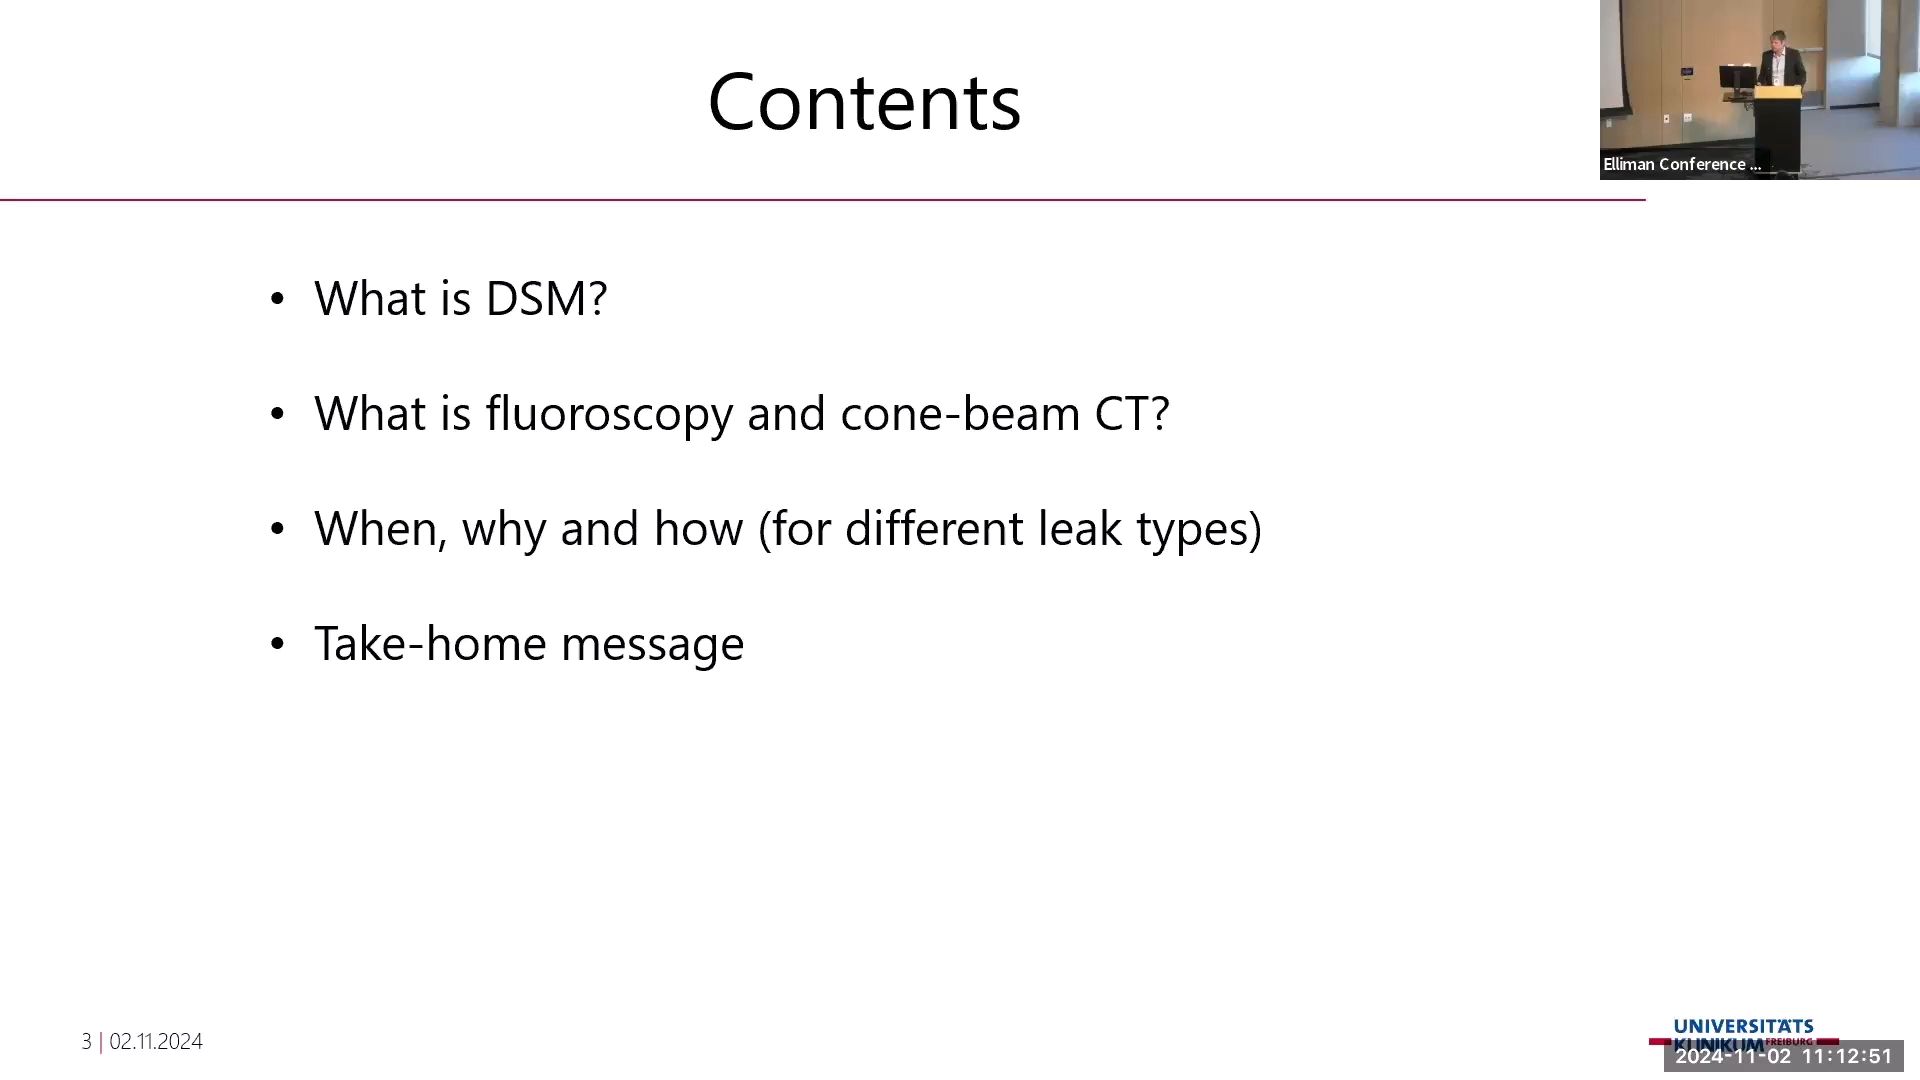 Contents
Elliman Conference ...
• What is DSM?
• What is fluoroscopy and cone-beam CT?
• When, why and how (for different leak types)
• Take-home message
3 | 02.11.2024
UNIVERSITÄTS
KLINIKUM FREIBURG
2024-11-02 11:12:51